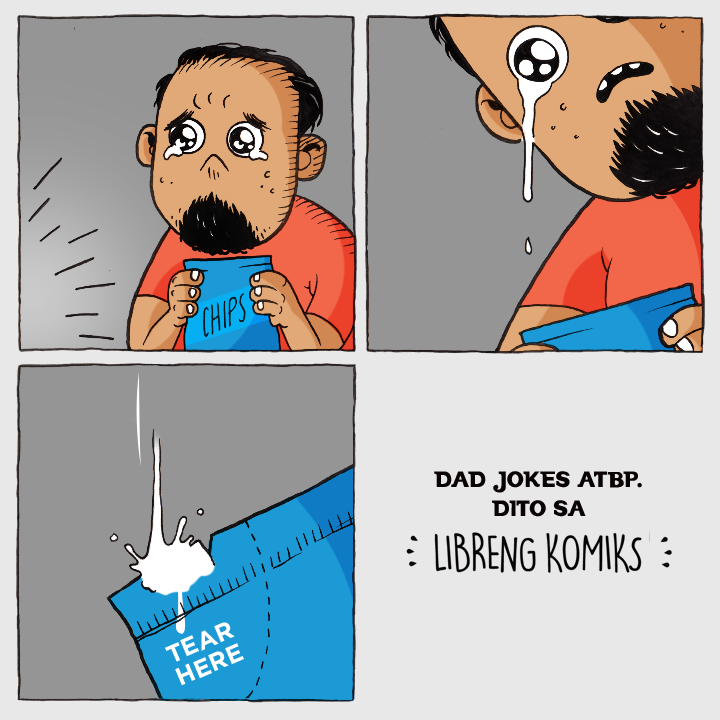 CHIPS
TEAR
HERE
DAD JOKES ATBP.
DITO SA
LIBRENG KOMIKS